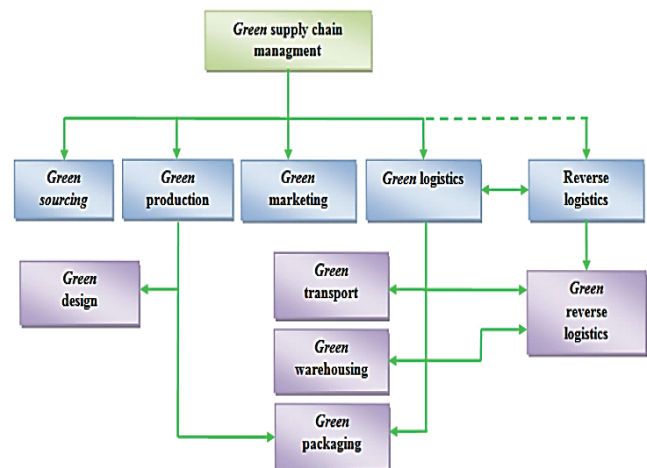 Green supply chain
managment
Green
sourcing
Green
production
Green
marketing
Green logistics
Reverse
logistics
Green
design
Green
transport
Green
reverse
logistics
Green
warehousing
Green
packaging